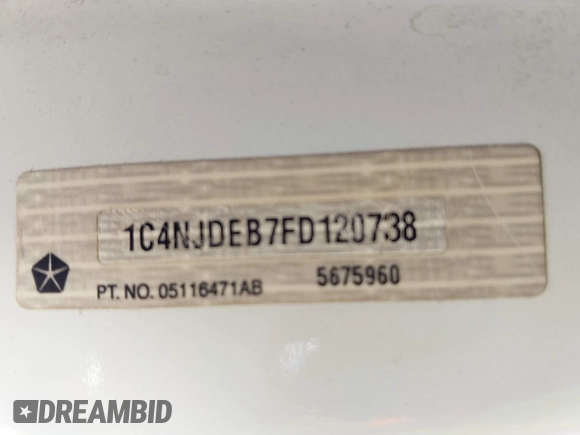 1C4NJDEB7FD120738
PT. NO. 05116471AB 5675960
DREAMBID